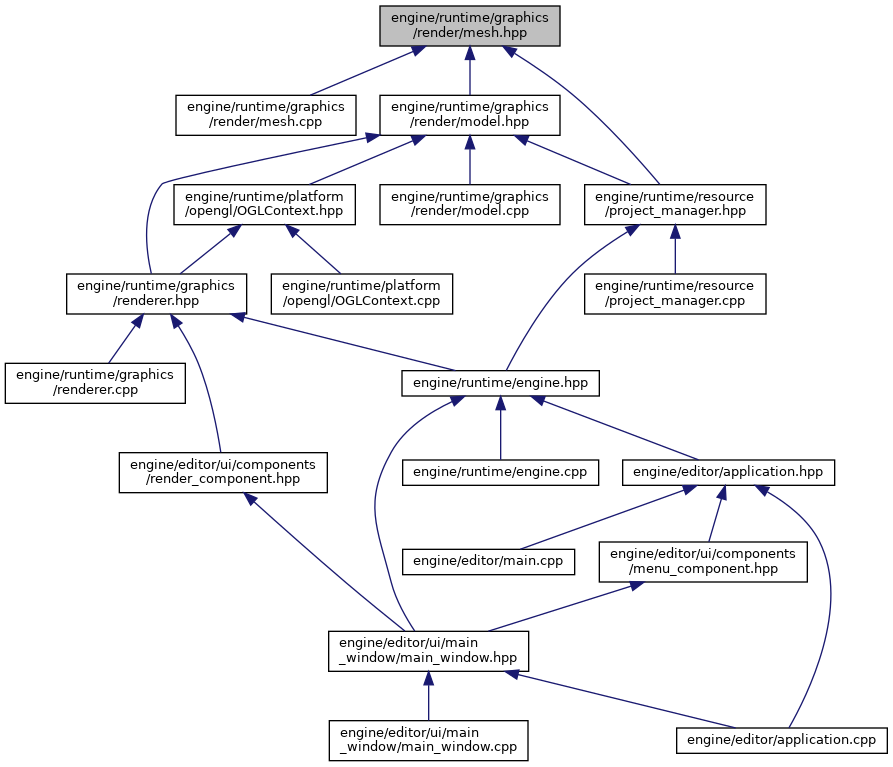 engine/runtime/graphics
/render/mesh.hpp
engine/runtime/graphics
/render/mesh.cpp
engine/runtime/graphics
/render/model.hpp
engine/runtime/platform
/opengl/OGLContext.hpp
engine/runtime/graphics
/render/model.cpp
engine/runtime/resource
/project_manager.hpp
engine/runtime/graphics
/renderer.hpp
engine/runtime/platform
/opengl/OGLContext.cpp
engine/runtime/resource
/project_manager.cpp
engine/runtime/graphics
/renderer.cpp
engine/runtime/engine.hpp
engine/editor/ui/components
/render_component.hpp
engine/runtime/engine.cpp
engine/editor/application.hpp
engine/editor/main.cpp
engine/editor/ui/components
/menu_component.hpp
engine/editor/ui/main
_window/main_window.hpp
engine/editor/ui/main
_window/main_window.cpp
engine/editor/application.cpp